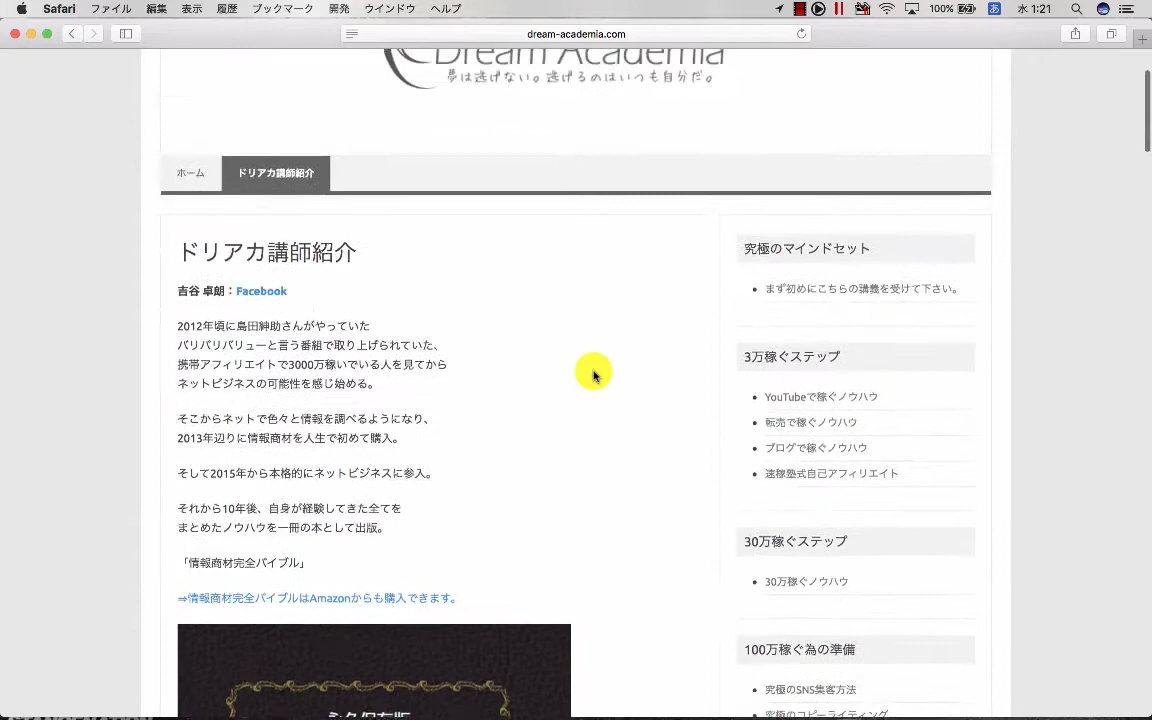 Safari ファイル 編集 表示 履歴 ブックマーク 開発 ウインドウ ヘルプ 100% あ 水 1:21
dream-academia.com
Dream Academia
夢は逃げない。逃げるのはいつも自分だ。
ホーム ドリアカ講師紹介
ドリアカ講師紹介
吉谷 卓朗：Facebook
2012年頃に島田紳助さんがやっていた
バリバリバリューと言う番組で取り上げられていた、
携帯アフィリエイトで3000万稼いでいる人を見てから
ネットビジネスの可能性を感じ始める。
そこからネットで色々と情報を調べるようになり、
2013年辺りに情報商材を人生で初めて購入。
そして2015年から本格的にネットビジネスに参入。
それから10年後、自身が経験してきた全てを
まとめたノウハウを一冊の本として出版。
「情報商材完全バイブル」
⇒情報商材完全バイブルはAmazonからも購入できます。
永久保存版
究極のマインドセット
まず初めにこちらの講義を受けて下さい。
3万稼ぐステップ
YouTubeで稼ぐノウハウ
転売で稼ぐノウハウ
ブログで稼ぐノウハウ
速稼塾式自己アフィリエイト
30万稼ぐステップ
30万稼ぐノウハウ
100万稼ぐ為の準備
究極のSNS集客方法
究極のコピーライティング